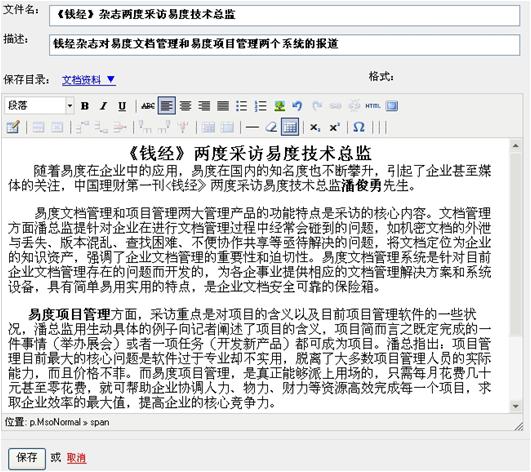 文件名： 《钱经》杂志两度采访易度技术总监
描述： 钱经杂志对易度文档管理和易度项目管理两个系统的报道
保存目录： 文档资料 ▼ 格式：
段落 B I U ABC HTML
x₂ x² Ω
《钱经》两度采访易度技术总监
随着易度在企业中的应用，易度在国内的知名度也不断攀升，引起了企业甚至媒
体的关注，中国理财第一刊<钱经》两度采访易度技术总监潘俊勇先生。
易度文档管理和项目管理两大管理产品的功能特点是采访的核心内容。文档管理
方面潘总监提针对企业在进行文档管理过程中经常会碰到的问题，如机密文档的外泄
与丢失、版本混乱、查找困难、不便协作共享等亟待解决的问题，将文档定位为企业
的知识资产，强调了企业文档管理的重要性和迫切性。易度文档管理系统是针对目前
企业文档管理存在的问题而开发的，为各企事业提供相应的文档管理解决方案和系统
设备，具有简单易用实用的特点，是企业文档安全可靠的保险箱。
易度项目管理方面，采访重点是对项目的含义以及目前项目管理软件的一些状
况，潘总监用生动具体的例子向记者阐述了项目的含义，项目简而言之既定完成的一
件事情（举办展会）或者一项任务（开发新产品）都可成为项目。潘总指出：项目管
理目前最大的核心问题是软件过于专业却不实用，脱离了大多数项目管理人员的实际
能力，而且价格不菲。而易度项目管理，是真正能够派上用场的，只需每月花费几十
元甚至零花费，就可帮助企业协调人力、物力、财力等资源高效完成每一个项目，求
取企业效率的最大值，提高企业的核心竞争力。
位置: p.MsoNormal » span
保存 或 取消